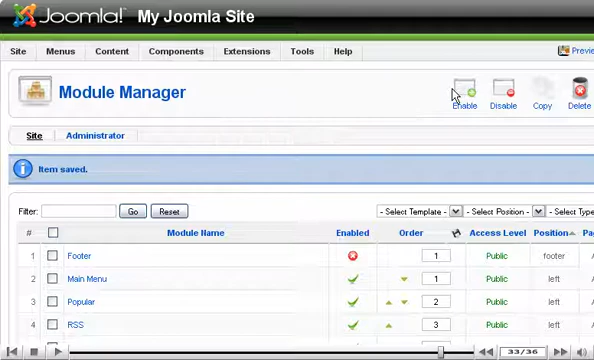 Joomla! My Joomla Site
Site Menus Content Components Extensions Tools Help Previe
Module Manager
Enable Disable Copy Delete
Site Administrator
i Item saved.
Filter: Go Reset - Select Template - - Select Position - - Select Type
# Module Name Enabled Order Access Level Position Pa
1 Footer 1 Public footer A
2 Main Menu 1 Public left
3 Popular 2 Public left A
4 RSS 3 Public left A
33/36